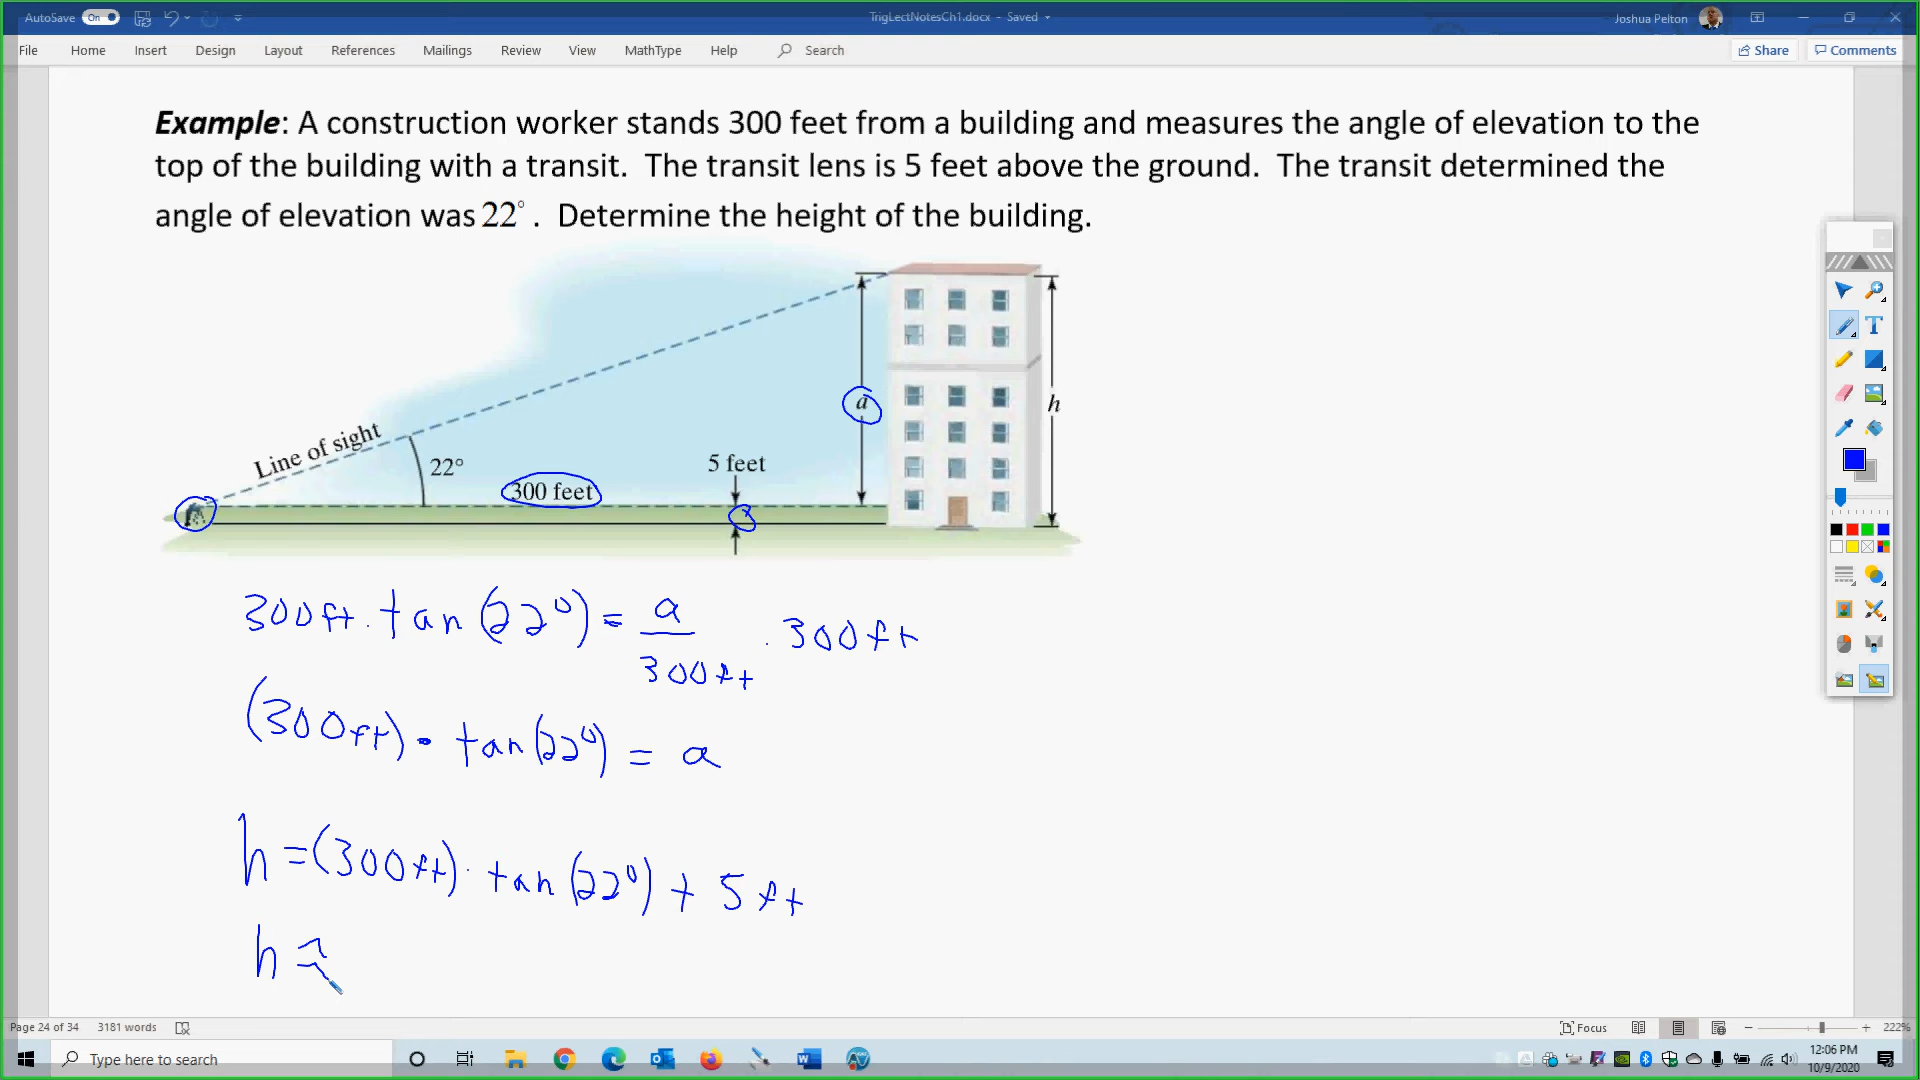 AutoSave On TrigLectNotesCh1.docx - Saved Joshua Pelton
File Home Insert Design Layout References Mailings Review View MathType Help Search Share Comments
Example: A construction worker stands 300 feet from a building and measures the angle of elevation to the
top of the building with a transit. The transit lens is 5 feet above the ground. The transit determined the
angle of elevation was 22°. Determine the height of the building.
Line of sight
22°
300 feet
5 feet
a
h
300ft · tan(22°) = a/300ft · 300ft
(300ft) · tan(22°) = a
h = (300ft) · tan(22°) + 5ft
h ≈
Page 24 of 34 3181 words Focus 222%
Type here to search
12:06 PM
10/9/2020